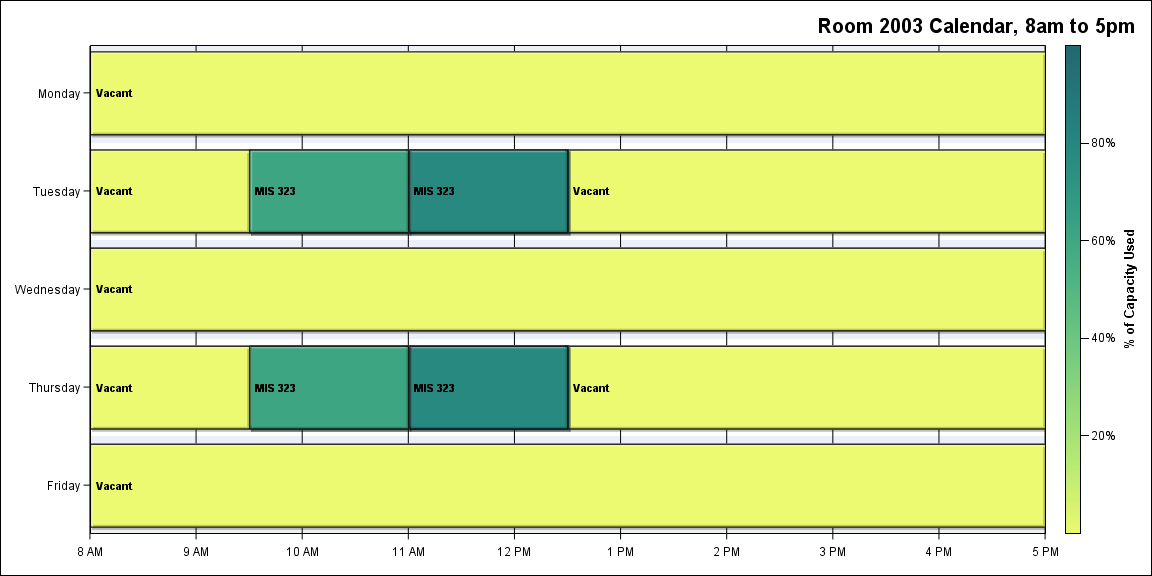 Room 2003 Calendar, 8am to 5pm
Monday
Vacant
Tuesday
Vacant
MIS 323
MIS 323
Vacant
Wednesday
Vacant
Thursday
Vacant
MIS 323
MIS 323
Vacant
Friday
Vacant
8 AM
9 AM
10 AM
11 AM
12 PM
1 PM
2 PM
3 PM
4 PM
5 PM
80%
60%
40%
20%
% of Capacity Used